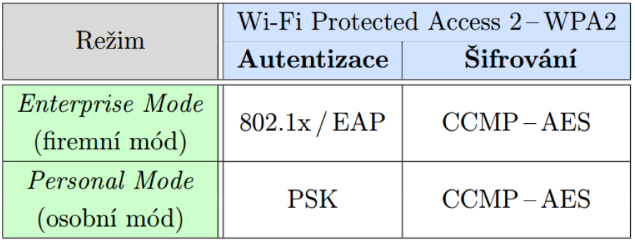 Režim
Wi-Fi Protected Access 2 – WPA2
Autentizace
Šifrování
Enterprise Mode
(firemní mód)
802.1x / EAP
CCMP – AES
Personal Mode
(osobní mód)
PSK
CCMP – AES